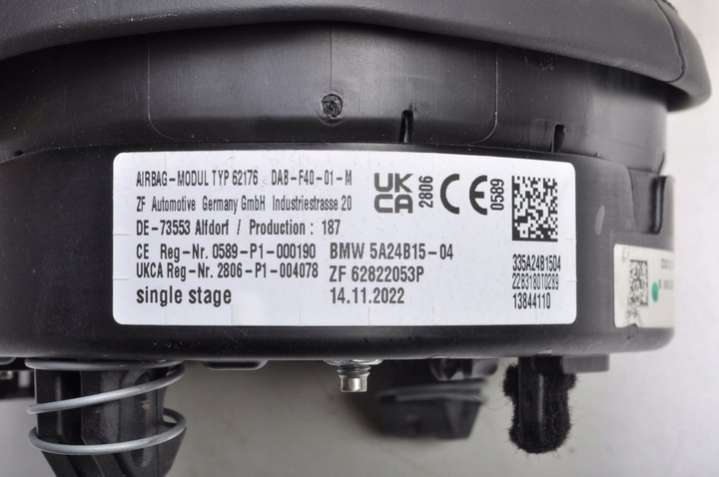 AIRBAG-MODUL TYP 62176 DAB-F40-01-M
ZF Automotive Germany GmbH Industriestrasse 20
DE-73553 Alfdorf / Production: 187
CE Reg-Nr. 0589-P1-000190 BMW 5A24B15-04
UKCA Reg-Nr. 2806-P1-004078 ZF 62822053P
single stage 14.11.2022
UK
CA
2806
CE
0589
335A24B1504
2283180T0289
13844110